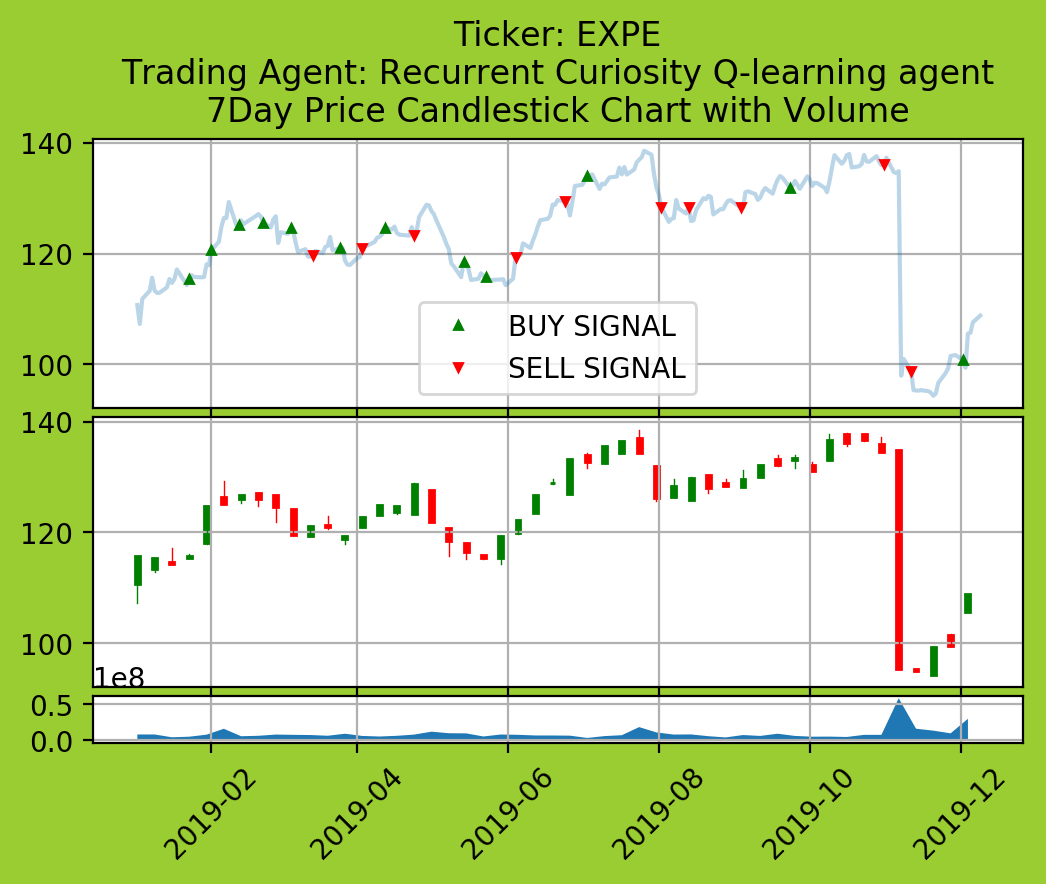 Ticker: EXPE
Trading Agent: Recurrent Curiosity Q-learning agent
7Day Price Candlestick Chart with Volume
140
120
100
BUY SIGNAL
SELL SIGNAL
140
120
100
1e8
0.5
0.0
2019-02
2019-04
2019-06
2019-08
2019-10
2019-12